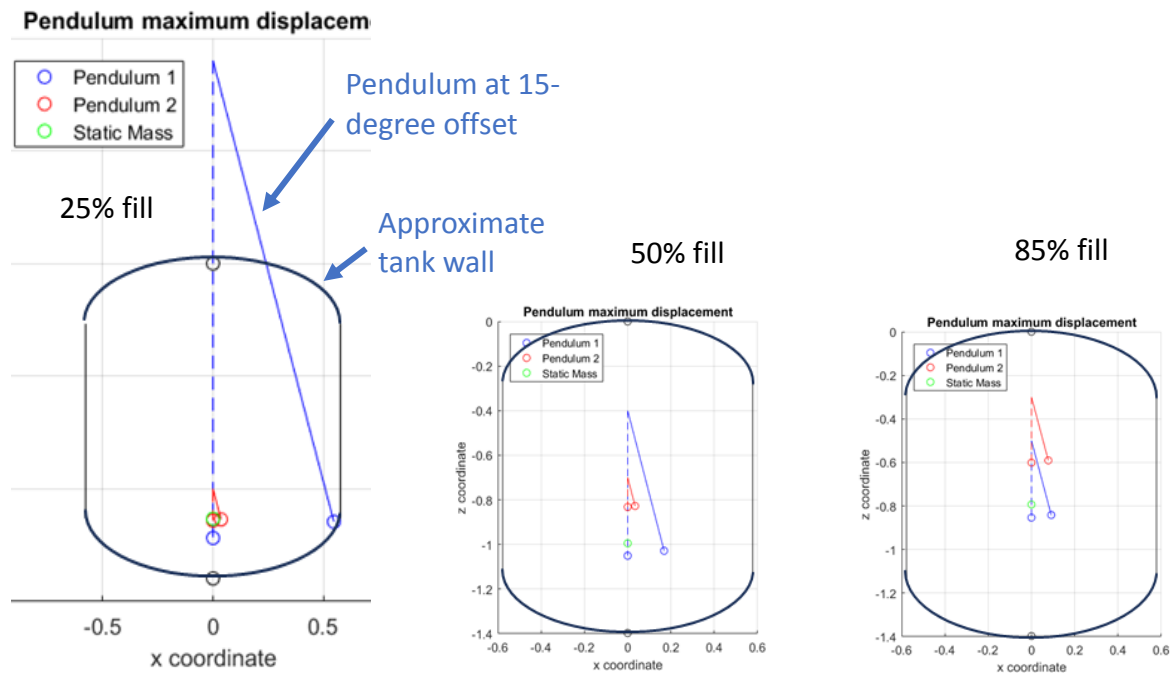 Pendulum maximum displacem
Pendulum 1
Pendulum 2
Static Mass
Pendulum at 15-
degree offset
25% fill
Approximate
tank wall
-0.5
0
0.5
x coordinate
50% fill
Pendulum maximum displacement
Pendulum 1
Pendulum 2
Static Mass
0
-0.2
-0.4
-0.6
-0.8
-1
-1.2
-1.4
z coordinate
-0.6
-0.4
-0.2
0
0.2
0.4
0.6
x coordinate
85% fill
Pendulum maximum displacement
Pendulum 1
Pendulum 2
Static Mass
0
-0.2
-0.4
-0.6
-0.8
-1
-1.2
-1.4
z coordinate
-0.6
-0.4
-0.2
0
0.2
0.4
0.6
x coordinate